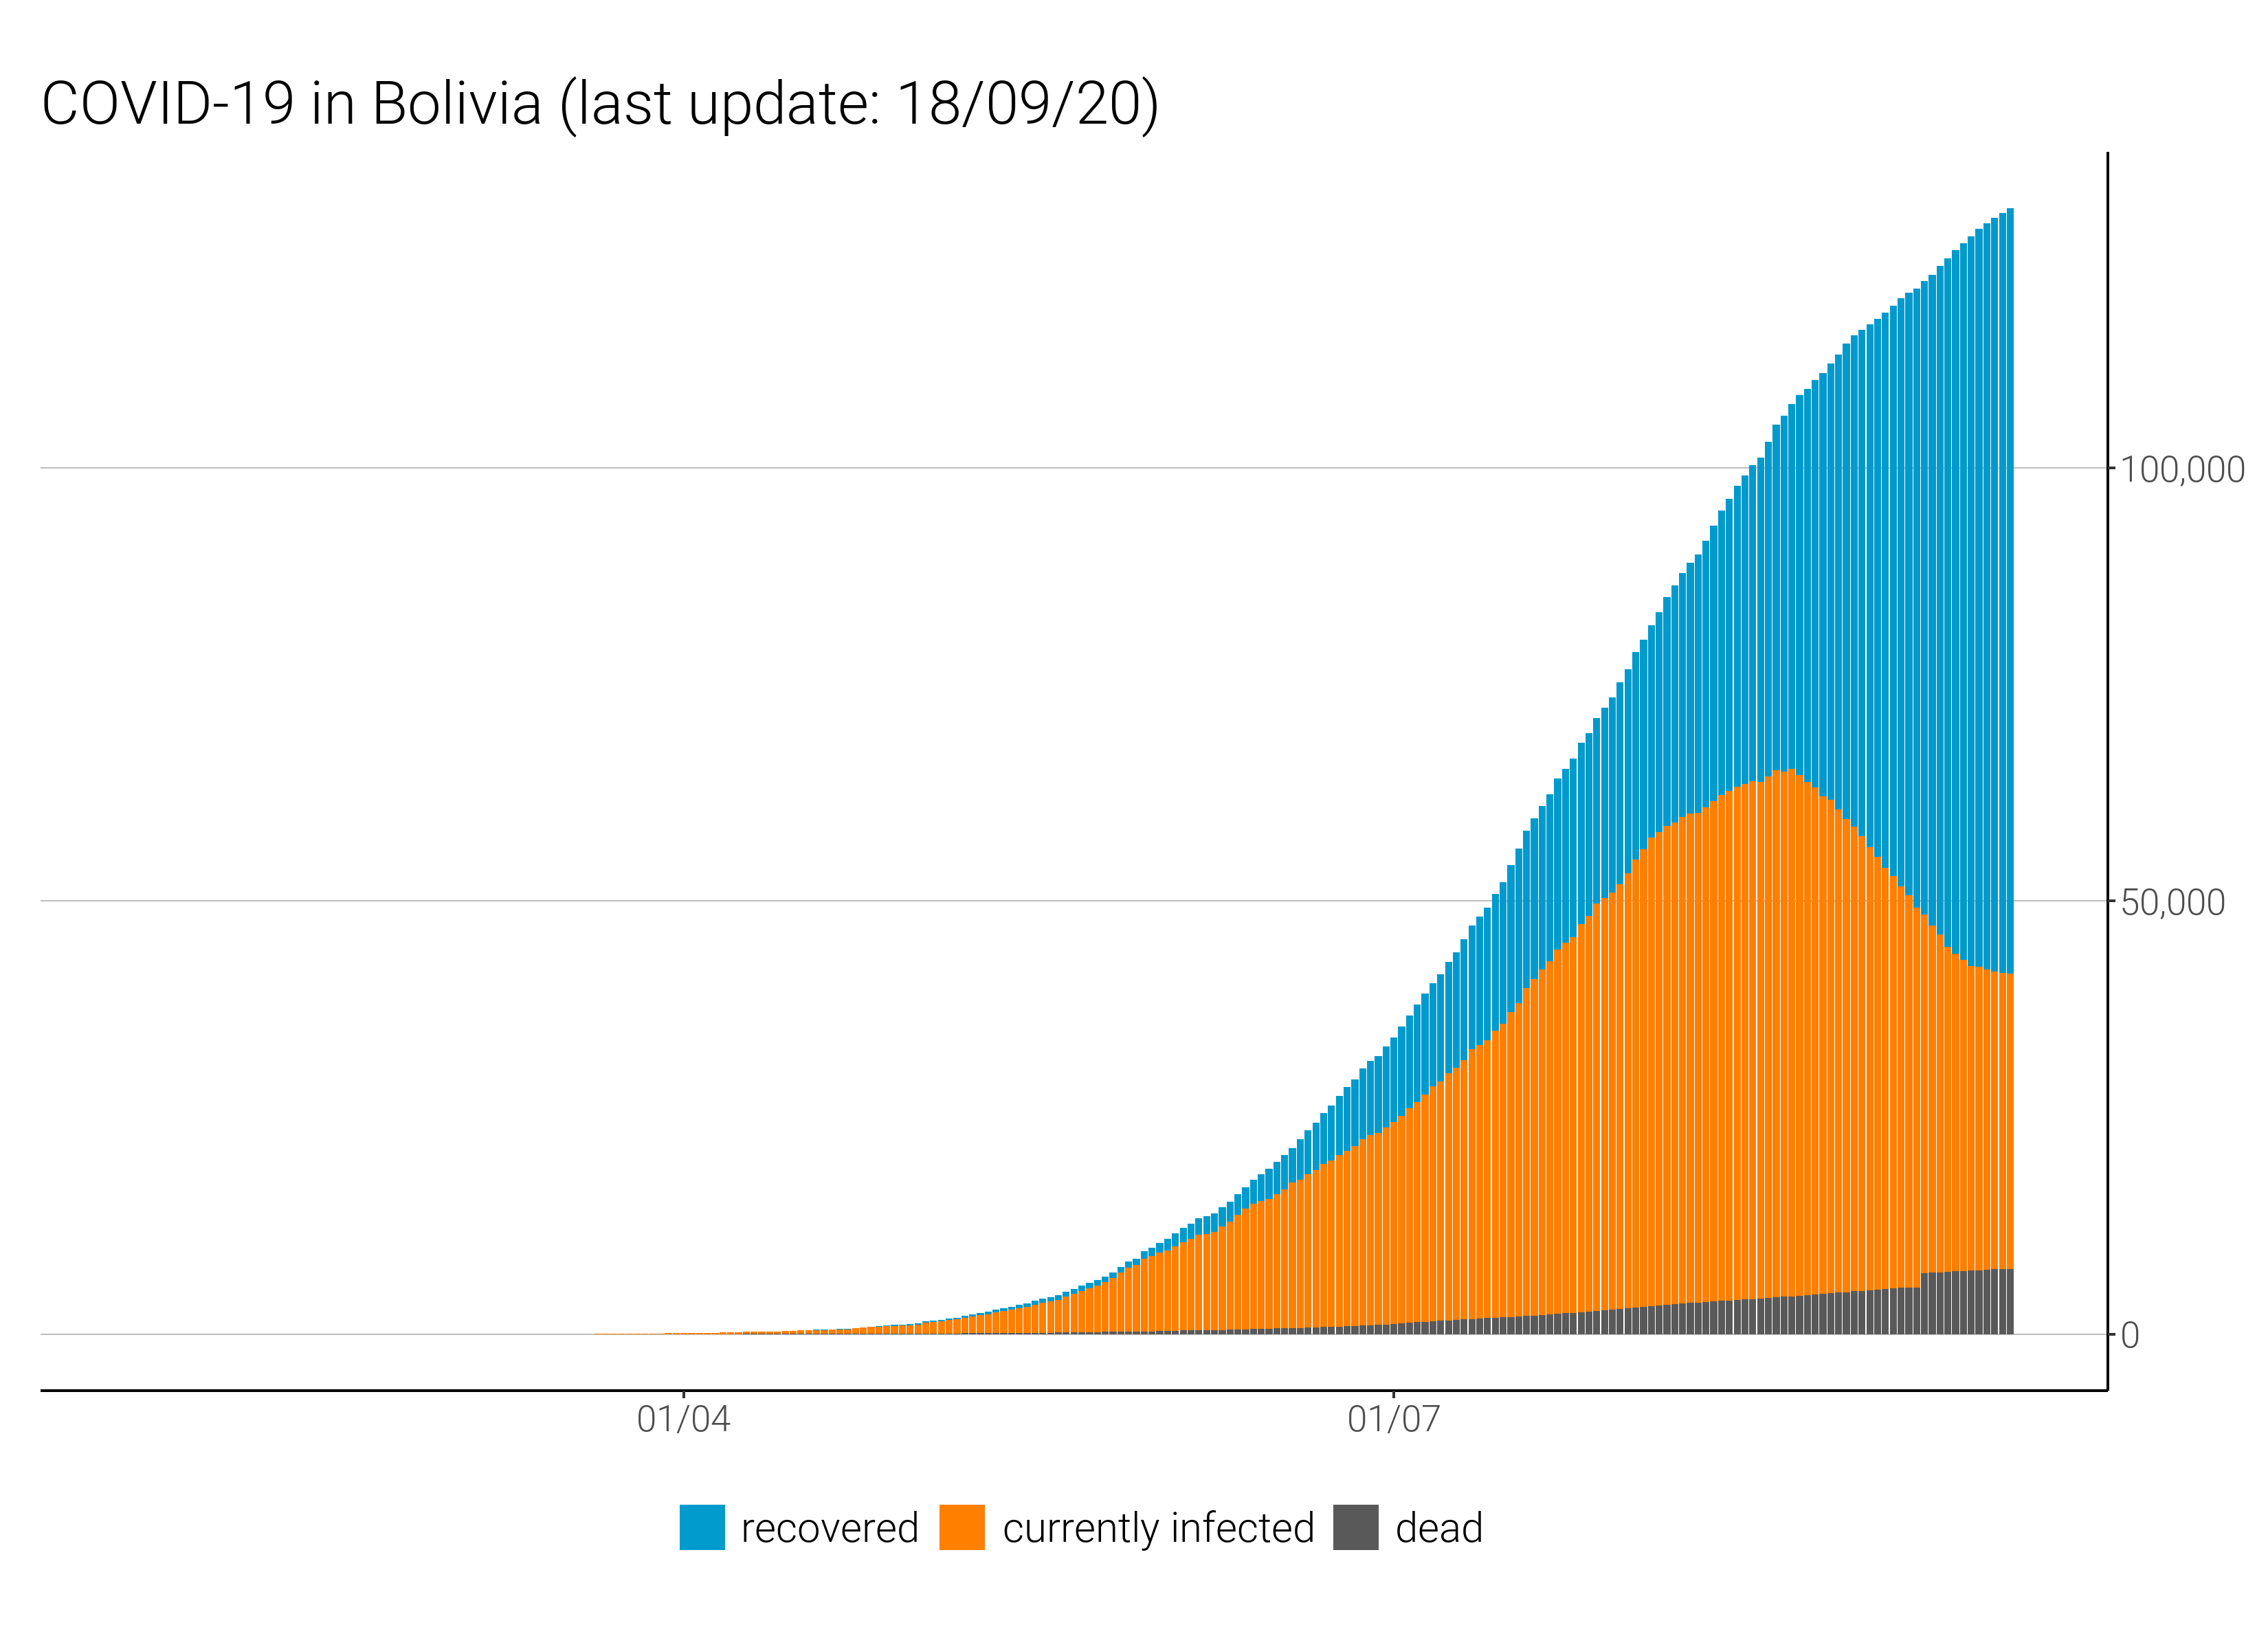 COVID-19 in Bolivia (last update: 18/09/20)
100,000
50,000
0
01/04 01/07
recovered currently infected dead